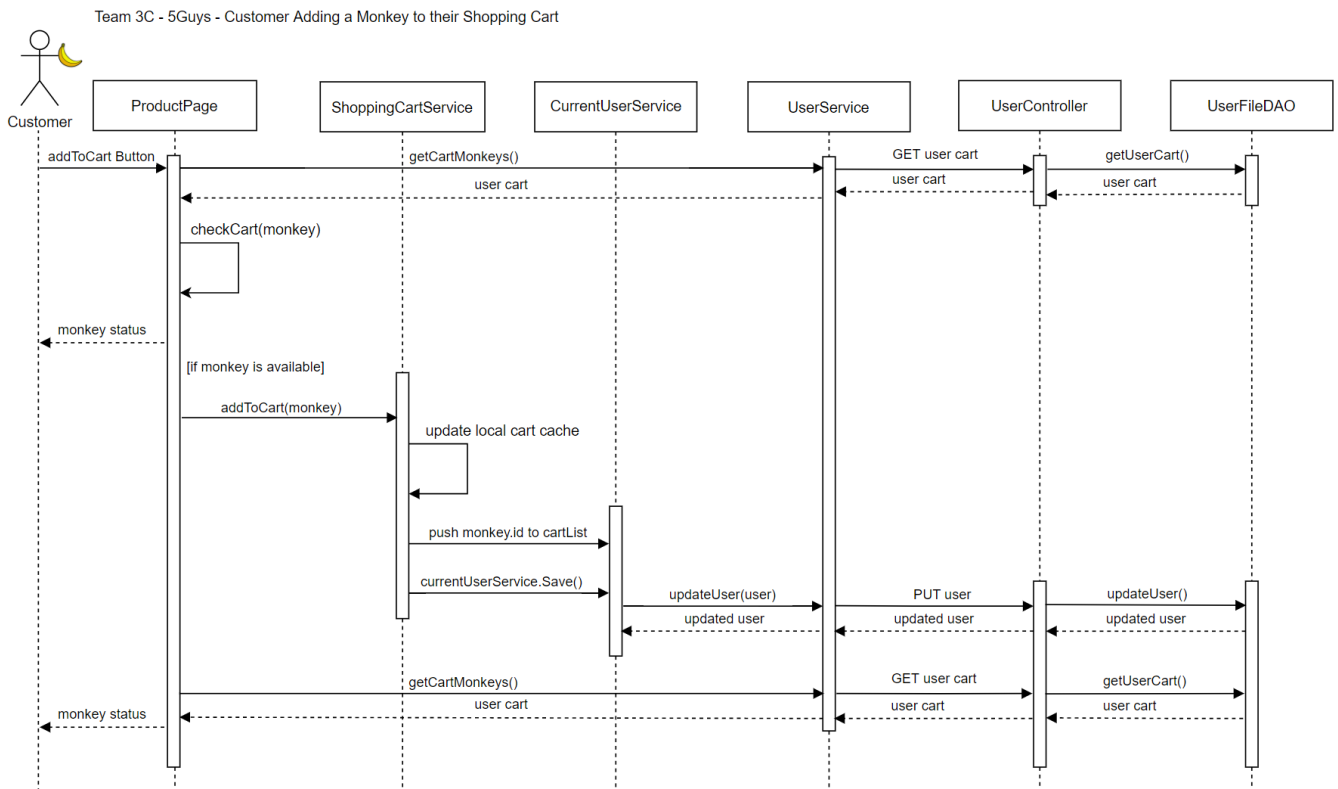 Team 3C - 5Guys - Customer Adding a Monkey to their Shopping Cart
Customer
ProductPage
ShoppingCartService
CurrentUserService
UserService
UserController
UserFileDAO
addToCart Button
getCartMonkeys()
GET user cart
getUserCart()
user cart
user cart
user cart
checkCart(monkey)
monkey status
[if monkey is available]
addToCart(monkey)
update local cart cache
push monkey.id to cartList
currentUserService.Save()
updateUser(user)
PUT user
updateUser()
updated user
updated user
updated user
getCartMonkeys()
GET user cart
getUserCart()
user cart
user cart
user cart
monkey status